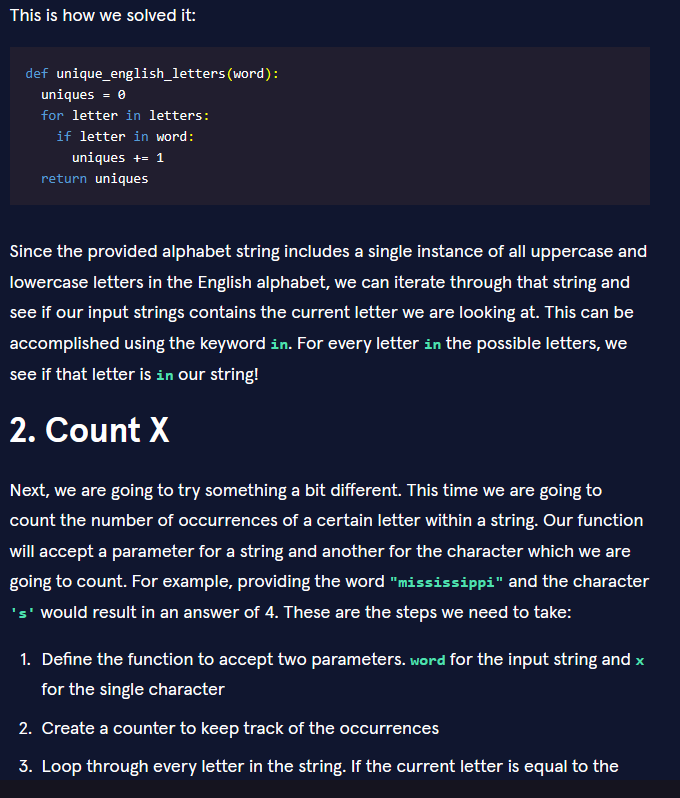 This is how we solved it:
def unique_english_letters(word):
  uniques = 0
  for letter in letters:
    if letter in word:
      uniques += 1
  return uniques
Since the provided alphabet string includes a single instance of all uppercase and
lowercase letters in the English alphabet, we can iterate through that string and
see if our input strings contains the current letter we are looking at. This can be
accomplished using the keyword in. For every letter in the possible letters, we
see if that letter is in our string!
2. Count X
Next, we are going to try something a bit different. This time we are going to
count the number of occurrences of a certain letter within a string. Our function
will accept a parameter for a string and another for the character which we are
going to count. For example, providing the word "mississippi" and the character
's' would result in an answer of 4. These are the steps we need to take:
1. Define the function to accept two parameters. word for the input string and x
for the single character
2. Create a counter to keep track of the occurrences
3. Loop through every letter in the string. If the current letter is equal to the